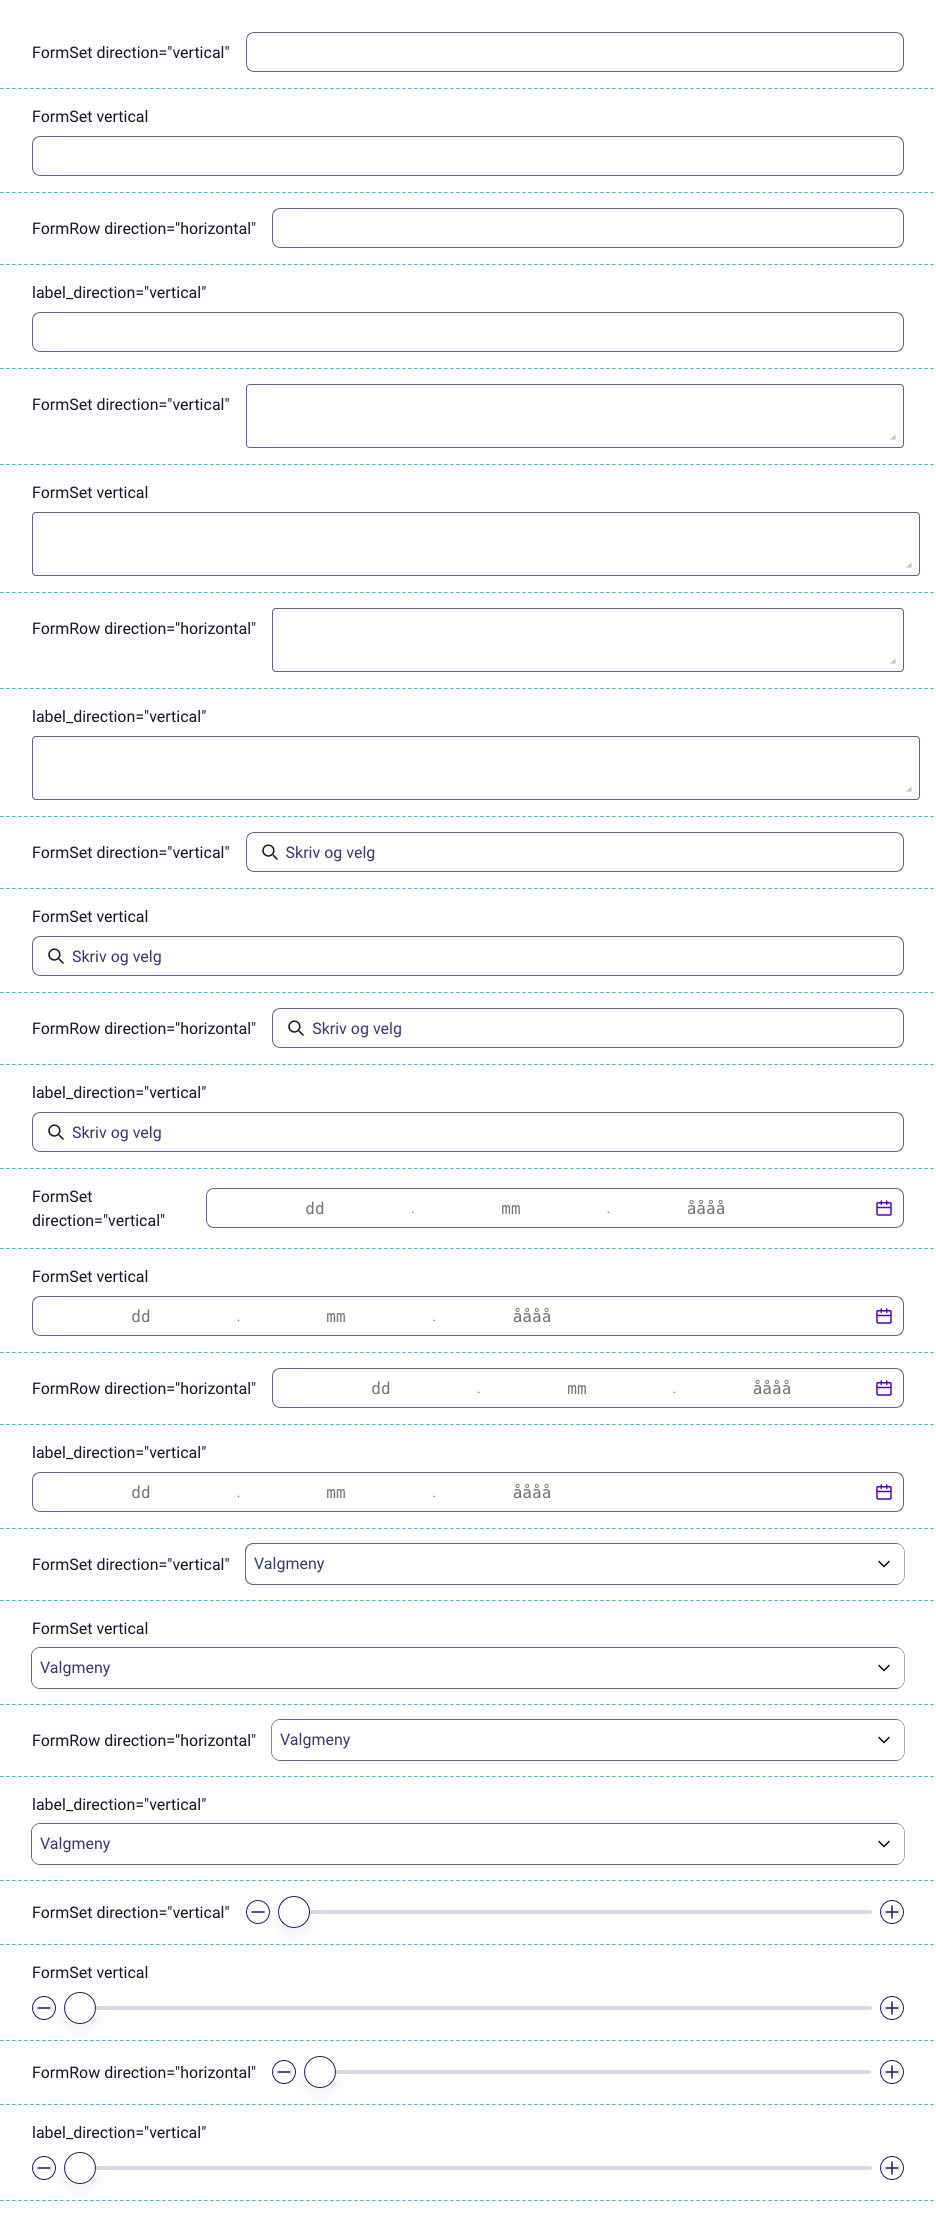 FormSet direction="vertical"
FormSet vertical
FormRow direction="horizontal"
label_direction="vertical"
FormSet direction="vertical"
FormSet vertical
FormRow direction="horizontal"
label_direction="vertical"
FormSet direction="vertical" Skriv og velg
FormSet vertical
Skriv og velg
FormRow direction="horizontal" Skriv og velg
label_direction="vertical"
Skriv og velg
FormSet
direction="vertical" dd . mm . åååå
FormSet vertical
dd . mm . åååå
FormRow direction="horizontal" dd . mm . åååå
label_direction="vertical"
dd . mm . åååå
FormSet direction="vertical" Valgmeny
FormSet vertical
Valgmeny
FormRow direction="horizontal" Valgmeny
label_direction="vertical"
Valgmeny
FormSet direction="vertical"
FormSet vertical
FormRow direction="horizontal"
label_direction="vertical"